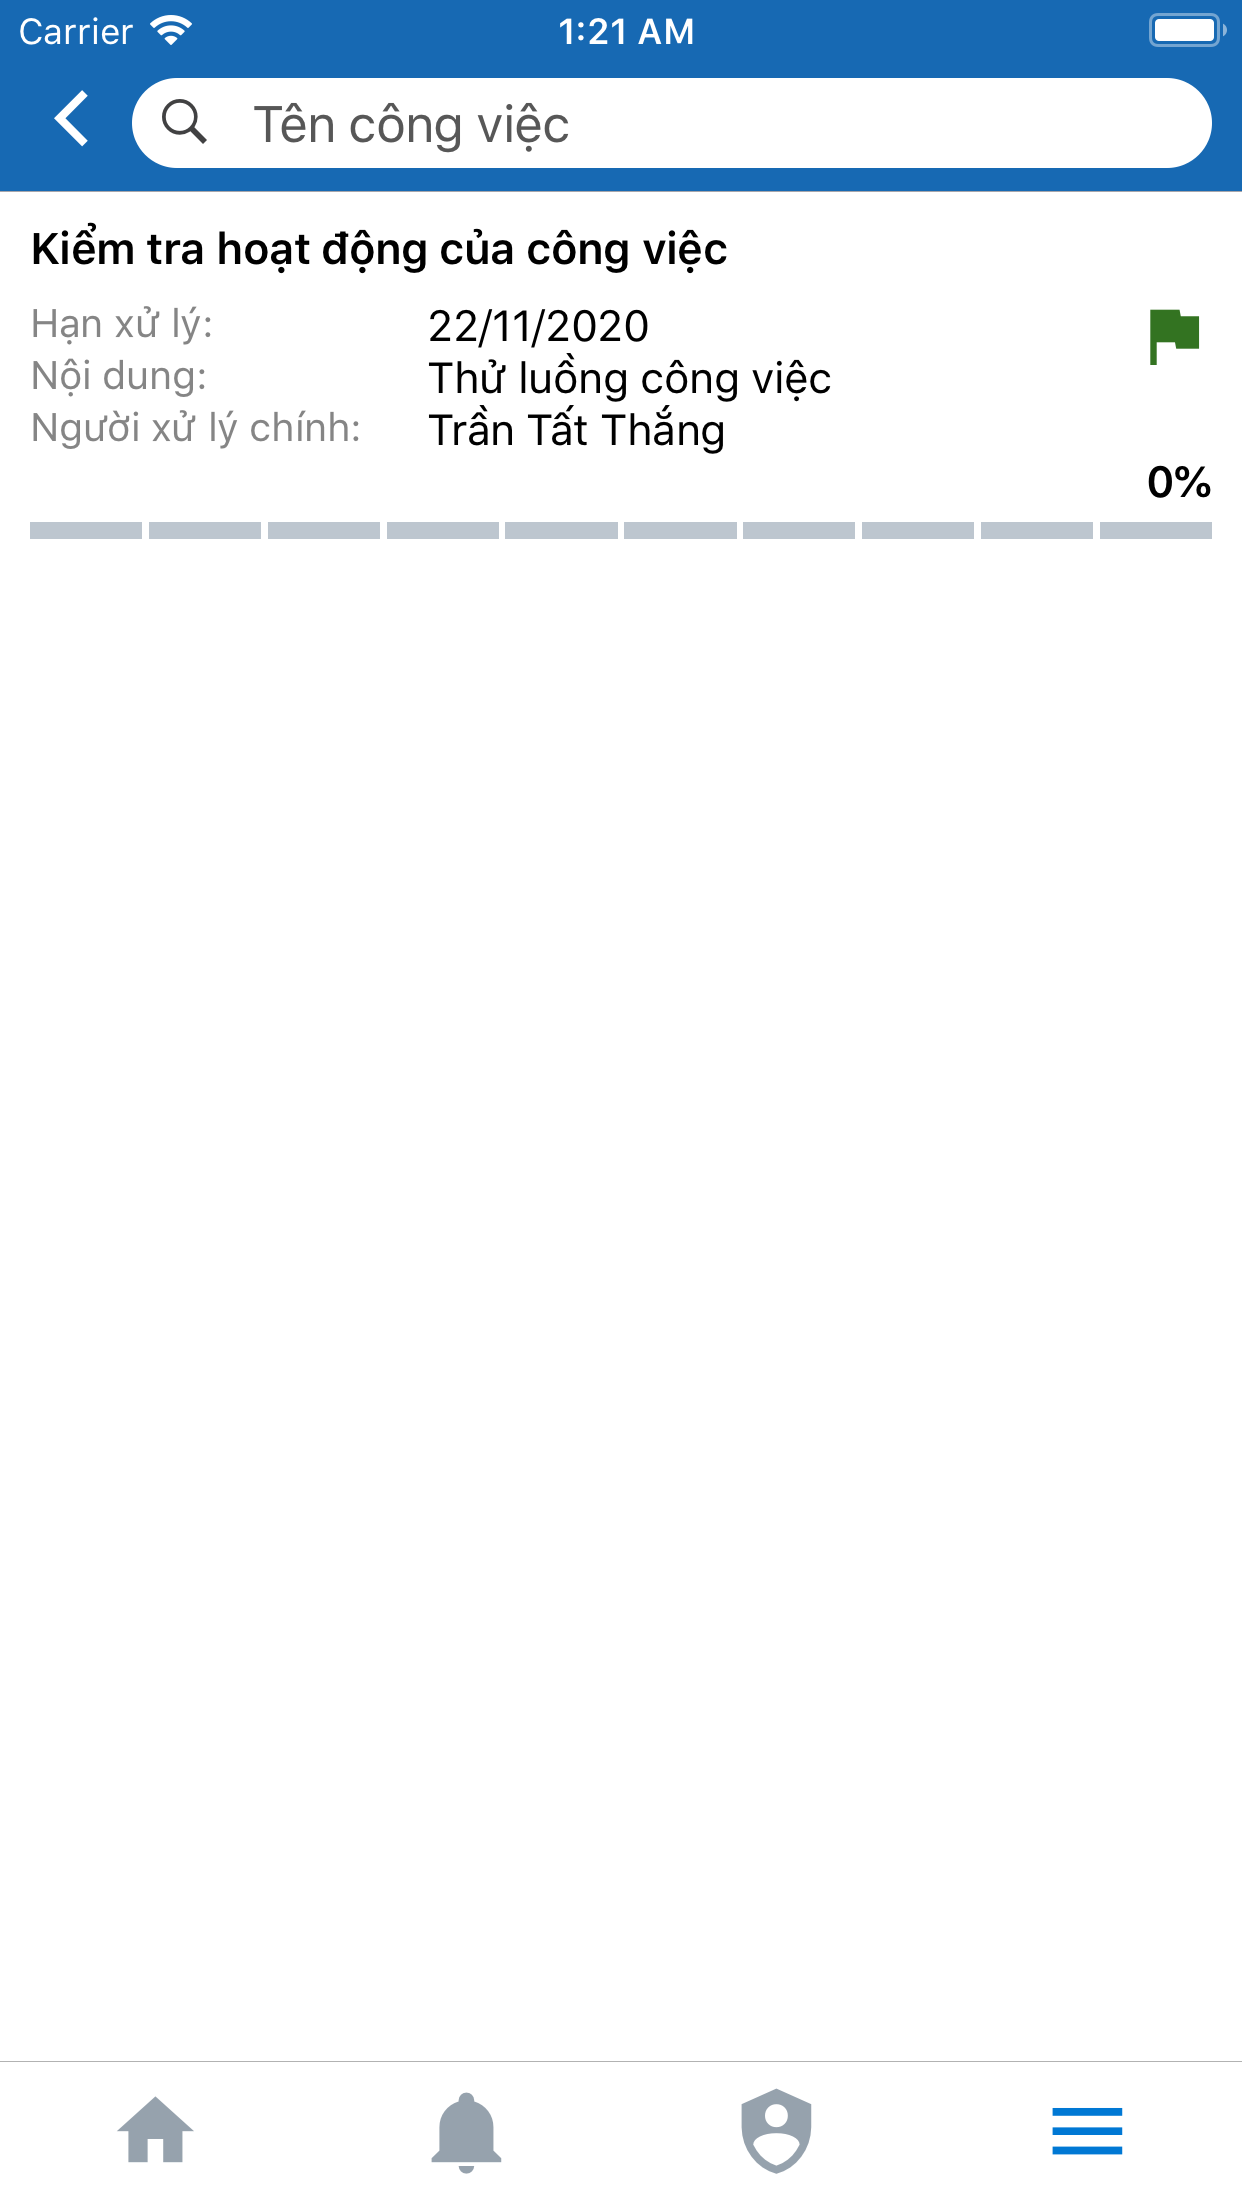 Carrier 1:21 AM
Tên công việc
Kiểm tra hoạt động của công việc
Hạn xử lý: 22/11/2020
Nội dung: Thử luồng công việc
Người xử lý chính: Trần Tất Thắng
0%